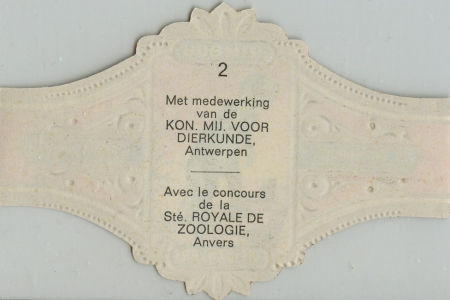 2
Met medewerking
van de
KON. MIJ. VOOR
DIERKUNDE,
Antwerpen
Avec le concours
de la
Sté. ROYALE DE
ZOOLOGIE,
Anvers